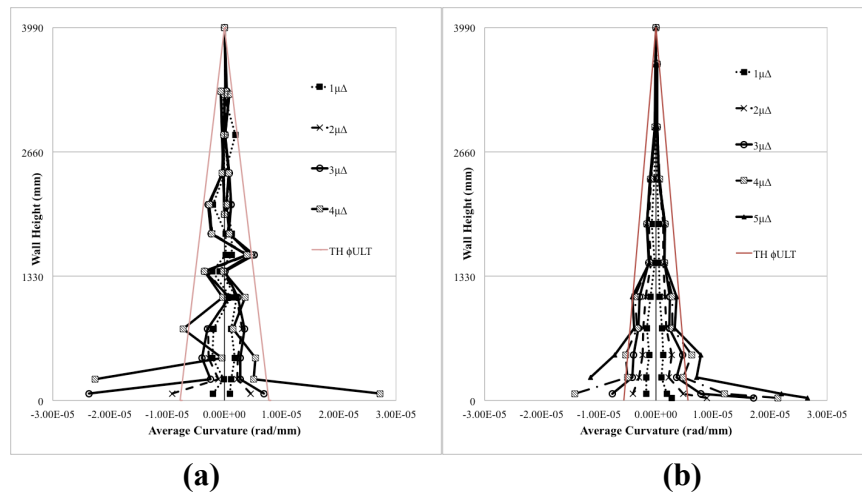 3990
2660
1330
0
Wall Height (mm)
-3.00E-05 -2.00E-05 -1.00E-05 0.00E+00 1.00E-05 2.00E-05 3.00E-05
Average Curvature (rad/mm)
1μΔ
2μΔ
3μΔ
4μΔ
TH ϕULT
(a)
3990
2660
1330
0
Wall Height (mm)
-3.00E-05 -2.00E-05 -1.00E-05 0.00E+00 1.00E-05 2.00E-05 3.00E-05
Average Curvature (rad/mm)
1μΔ
2μΔ
3μΔ
4μΔ
5μΔ
TH ϕULT
(b)